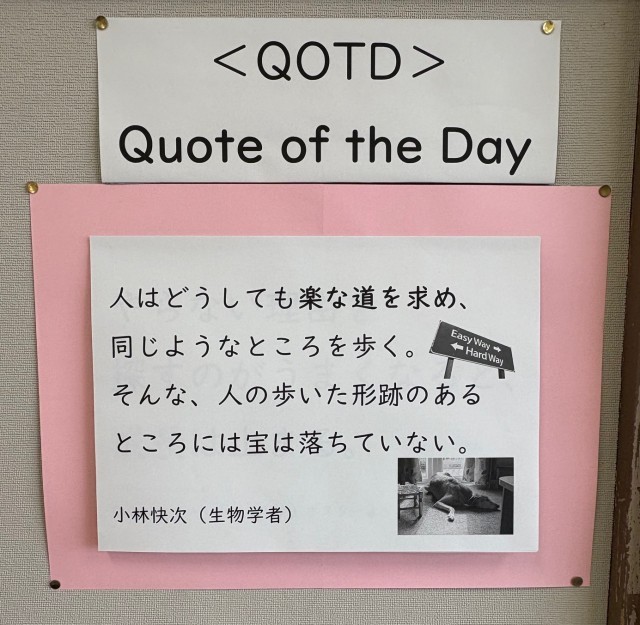 ＜QOTD＞
Quote of the Day
人はどうしても楽な道を求め、
同じようなところを歩く。
Easy Way →
← Hard Way
そんな、人の歩いた形跡のある
ところには宝は落ちていない。
小林快次（生物学者）